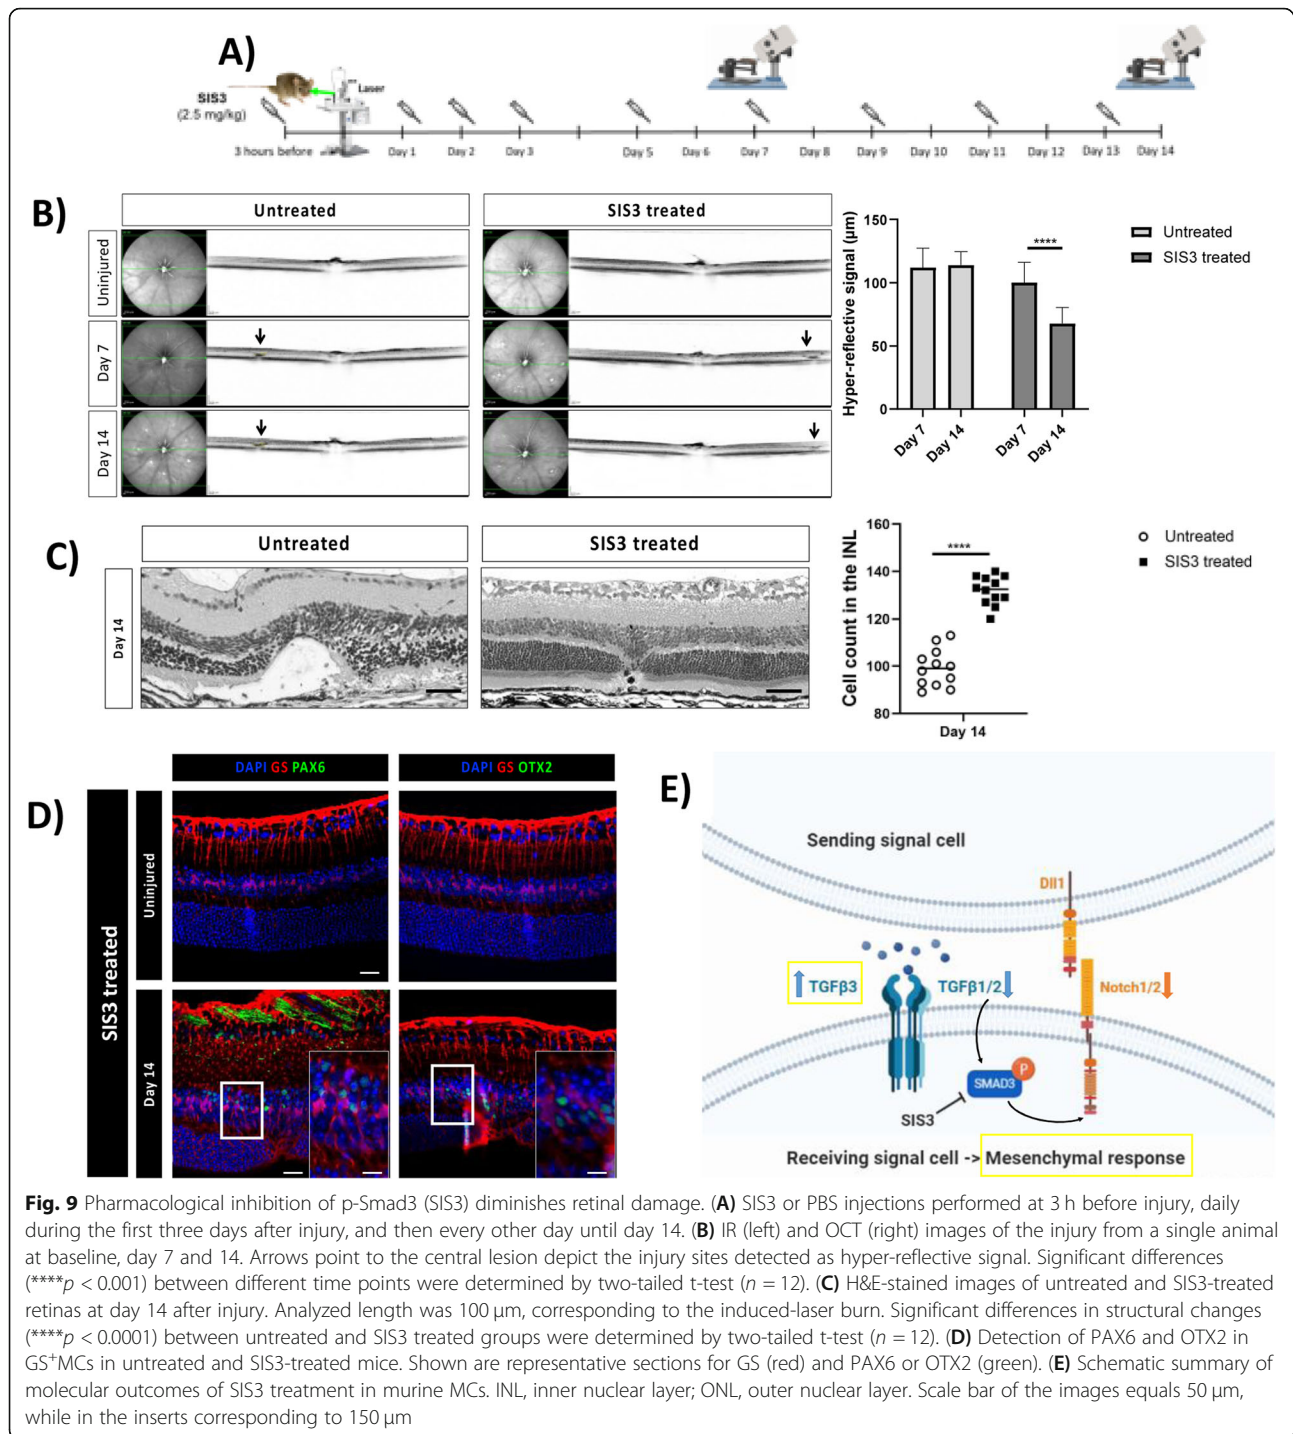 A)
SIS3
(2.5 mg/kg)
Laser
3 hours before
Day 1
Day 2
Day 3
Day 5
Day 6
Day 7
Day 8
Day 9
Day 10
Day 11
Day 12
Day 13
Day 14
B)
Untreated
SIS3 treated
Uninjured
Day 7
Day 14
Hyper-reflective signal (µm)
150
100
50
0
Day 7
Day 14
Day 7
Day 14
****
Untreated
SIS3 treated
C)
Untreated
SIS3 treated
Day 14
Cell count in the INL
160
140
120
100
80
****
Day 14
Untreated
SIS3 treated
D)
DAPI GS PAX6
DAPI GS OTX2
SIS3 treated
Uninjured
Day 14
E)
Sending signal cell
Dll1
TGFβ3
TGFβ1/2
Notch1/2
P
SMAD3
SIS3
Receiving signal cell -> Mesenchymal response
Fig. 9 Pharmacological inhibition of p-Smad3 (SIS3) diminishes retinal damage. (A) SIS3 or PBS injections performed at 3 h before injury, daily
during the first three days after injury, and then every other day until day 14. (B) IR (left) and OCT (right) images of the injury from a single animal
at baseline, day 7 and 14. Arrows point to the central lesion depict the injury sites detected as hyper-reflective signal. Significant differences
(****p < 0.001) between different time points were determined by two-tailed t-test (n = 12). (C) H&E-stained images of untreated and SIS3-treated
retinas at day 14 after injury. Analyzed length was 100 µm, corresponding to the induced-laser burn. Significant differences in structural changes
(****p < 0.0001) between untreated and SIS3 treated groups were determined by two-tailed t-test (n = 12). (D) Detection of PAX6 and OTX2 in
GS+MCs in untreated and SIS3-treated mice. Shown are representative sections for GS (red) and PAX6 or OTX2 (green). (E) Schematic summary of
molecular outcomes of SIS3 treatment in murine MCs. INL, inner nuclear layer; ONL, outer nuclear layer. Scale bar of the images equals 50 µm,
while in the inserts corresponding to 150 µm